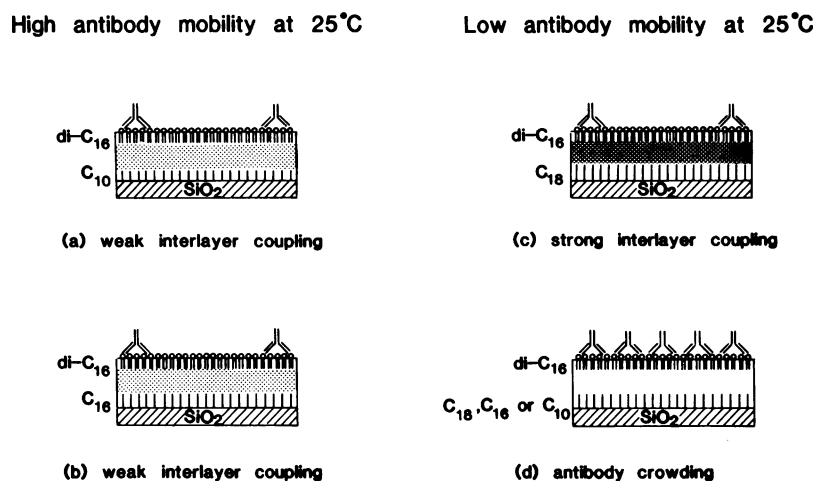 High antibody mobility at 25°C
Low antibody mobility at 25°C
di-C₁₆
C₁₀
SiO₂
(a) weak interlayer coupling
di-C₁₆
C₁₈
SiO₂
(c) strong interlayer coupling
di-C₁₆
C₁₆
SiO₂
(b) weak interlayer coupling
di-C₁₆
C₁₈,C₁₆ or C₁₀
SiO₂
(d) antibody crowding